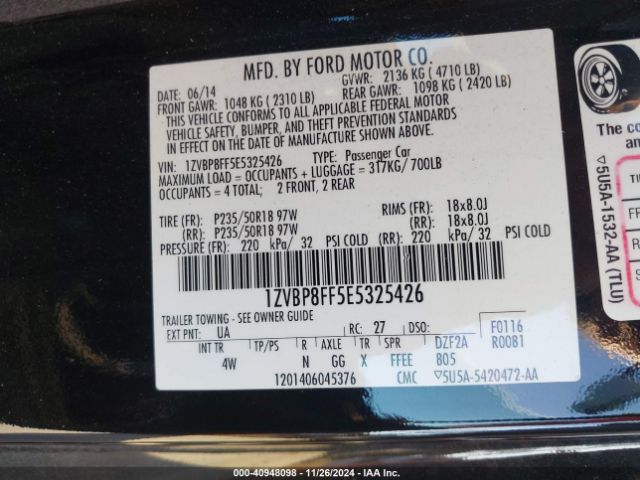 MFD. BY FORD MOTOR CO.
DATE: 06/14 GVWR: 2136 KG ( 4710 LB)
FRONT GAWR: 1048 KG ( 2310 LB) REAR GAWR: 1098 KG ( 2420 LB)
THIS VEHICLE CONFORMS TO ALL APPLICABLE FEDERAL MOTOR
VEHICLE SAFETY, BUMPER, AND THEFT PREVENTION STANDARDS
IN EFFECT ON THE DATE OF MANUFACTURE SHOWN ABOVE.
VIN: 1ZVBP8FF5E5325426 TYPE: Passenger Car
MAXIMUM LOAD = OCCUPANTS + LUGGAGE = 317KG/ 700LB
OCCUPANTS = 4 TOTAL; 2 FRONT, 2 REAR
TIRE (FR): P235/50R18 97W RIMS (FR): 18x8.0J
(RR): P235/50R18 97W (RR): 18x8.0J
PRESSURE (FR): 220 kPa/ 32 PSI COLD (RR): 220 kPa/ 32 PSI COLD
1ZVBP8FF5E5325426
TRAILER TOWING - SEE OWNER GUIDE
EXT PNT: UA RC: 27 DSO: F0116
INT TR TP/PS R AXLE TR SPR DZF2A R0081
4W N GG X FFEE 805
1201406045376 CMC ▽5U5A-5420472-AA
The co
an
▽5U5A-1532-AA (TLU)
TI
FF
R
S
000-40948098 - 11/26/2024 - IAA Inc.